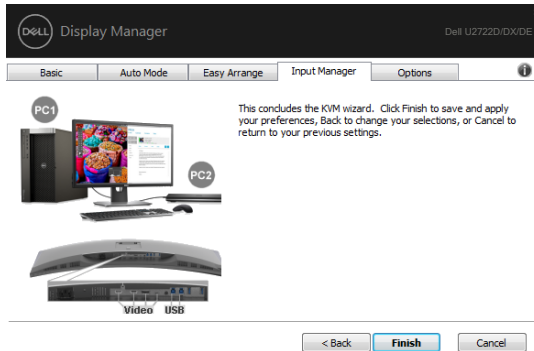 DELL Display Manager
Dell U2722D/DX/DE
Basic Auto Mode Easy Arrange Input Manager Options
PC1
This concludes the KVM wizard. Click Finish to save and apply
your preferences, Back to change your selections, or Cancel to
return to your previous settings.
PC2
Video USB
< Back Finish Cancel